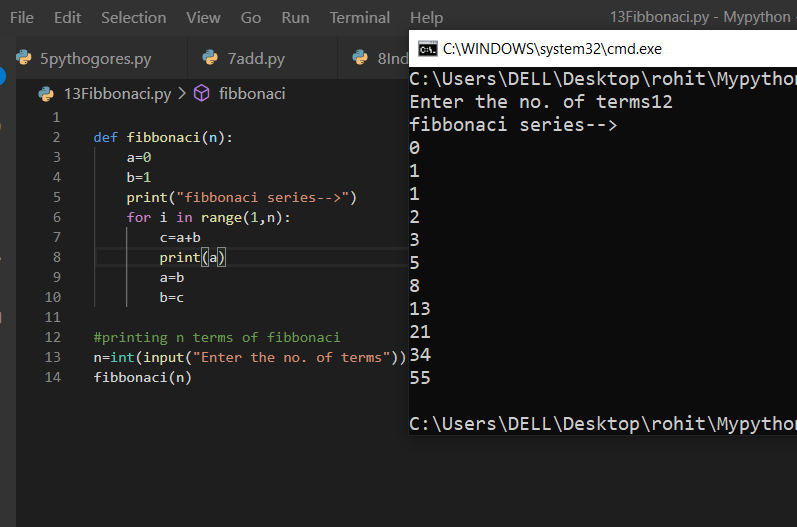 File Edit Selection View Go Run Terminal Help 13Fibbonaci.py - Mypython -
5pythogores.py 7add.py 8Ind
13Fibbonaci.py > fibbonaci
1
2 def fibbonaci(n):
3 a=0
4 b=1
5 print("fibbonaci series-->")
6 for i in range(1,n):
7 c=a+b
8 print(a)
9 a=b
10 b=c
11
12 #printing n terms of fibbonaci
13 n=int(input("Enter the no. of terms"))
14 fibbonaci(n)
C:\WINDOWS\system32\cmd.exe
C:\Users\DELL\Desktop\rohit\Mypython
Enter the no. of terms12
fibbonaci series-->
0
1
1
2
3
5
8
13
21
34
55
C:\Users\DELL\Desktop\rohit\Mypython